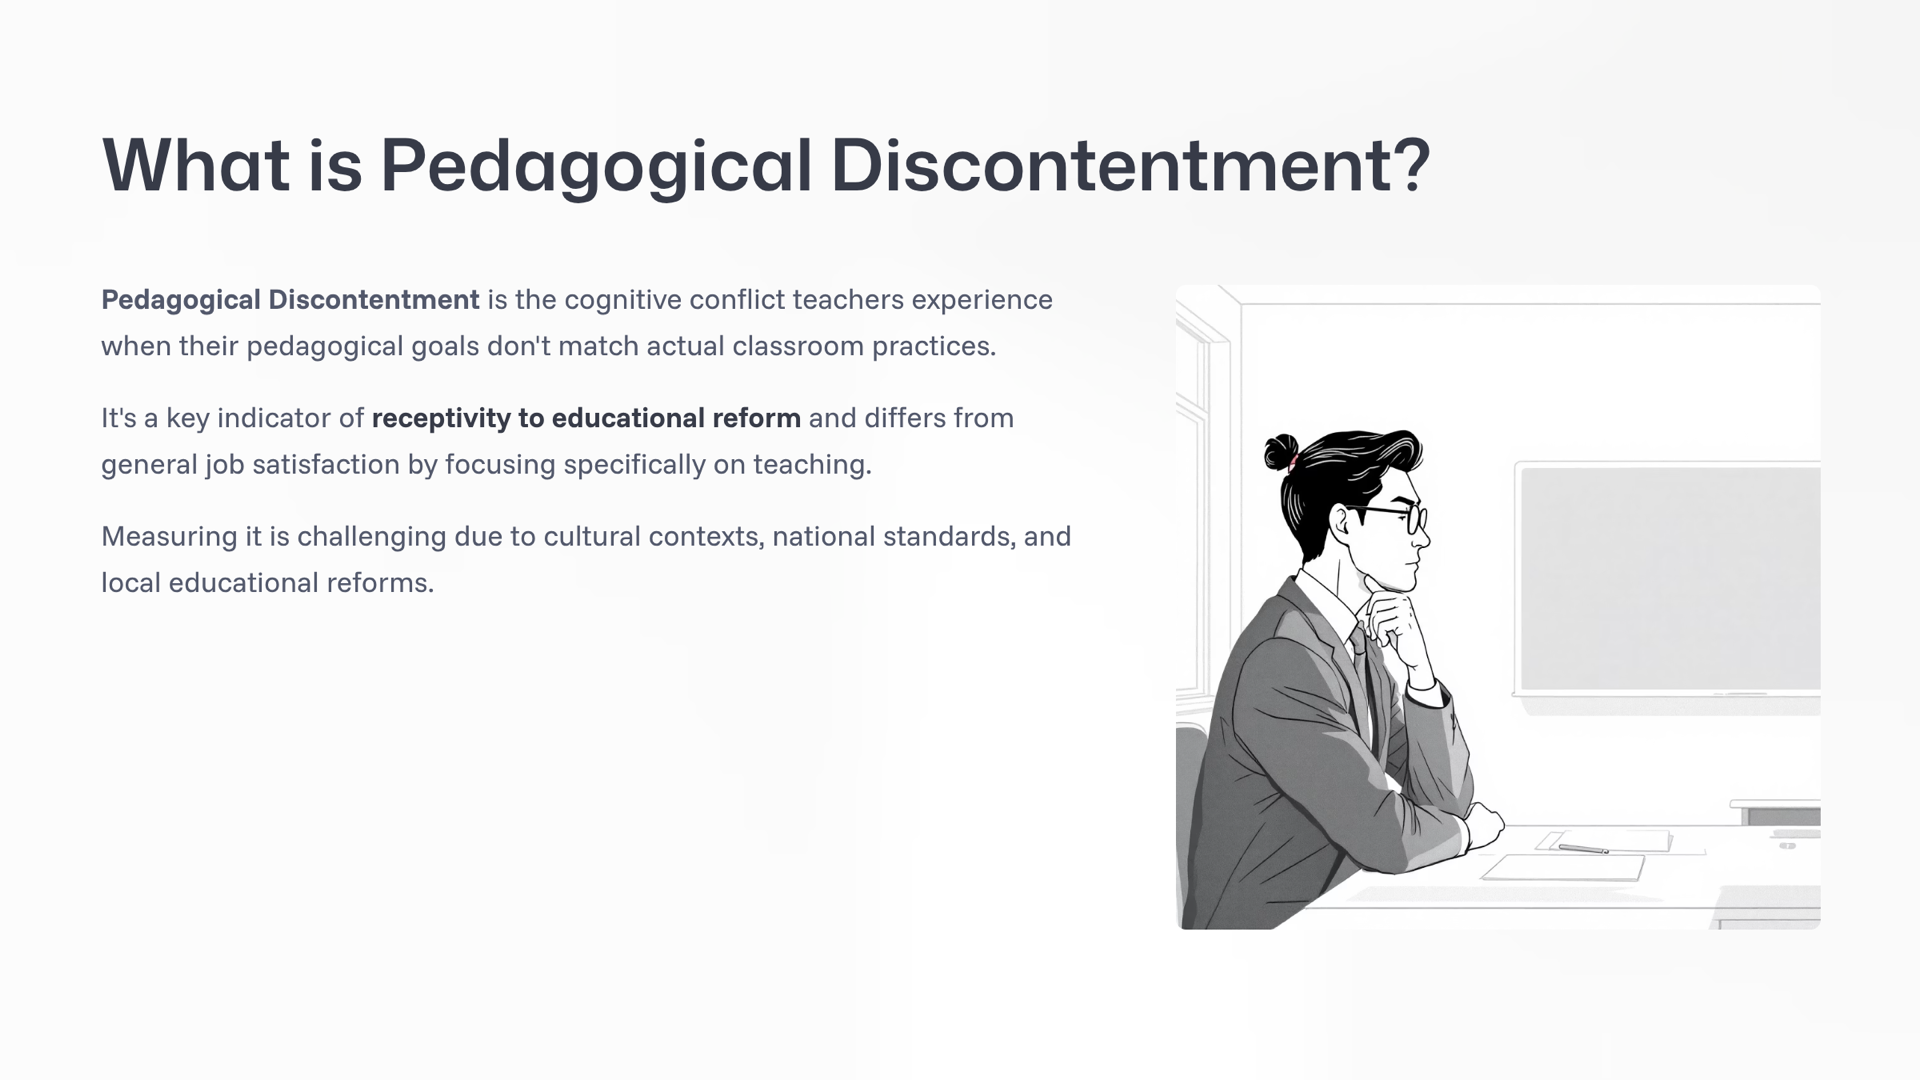 What is Pedagogical Discontentment?
Pedagogical Discontentment is the cognitive conflict teachers experience
when their pedagogical goals don't match actual classroom practices.
It's a key indicator of receptivity to educational reform and differs from
general job satisfaction by focusing specifically on teaching.
Measuring it is challenging due to cultural contexts, national standards, and
local educational reforms.